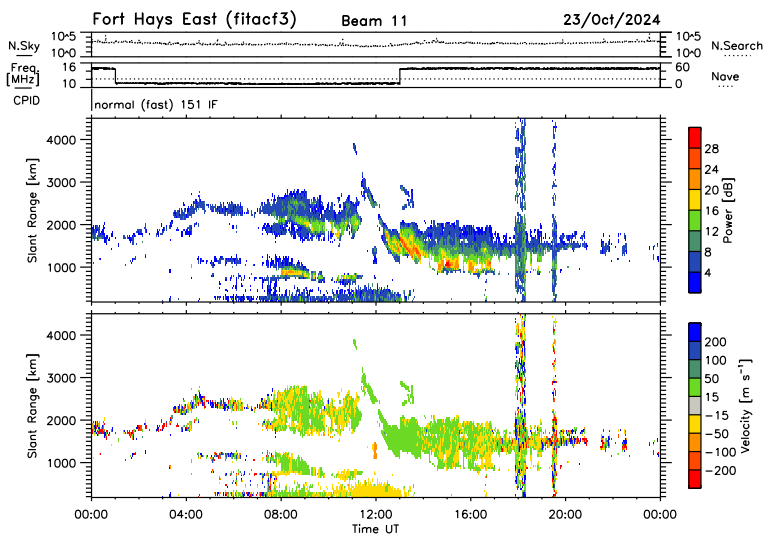 Fort Hays East (fitacf3) Beam 11 23/Oct/2024
N.Sky 10^5 10^0 10^5 10^0 N.Search
Freq. [MHz] 16 10 60 0 Nave
CPID normal (fast) 151 IF
Slant Range [km] 4000 3000 2000 1000
Power [dB] 28 24 20 16 12 8 4
Slant Range [km] 4000 3000 2000 1000
Velocity [m s⁻¹] 200 100 50 15 −15 −50 −100 −200
00:00 04:00 08:00 12:00 16:00 20:00 00:00
Time UT